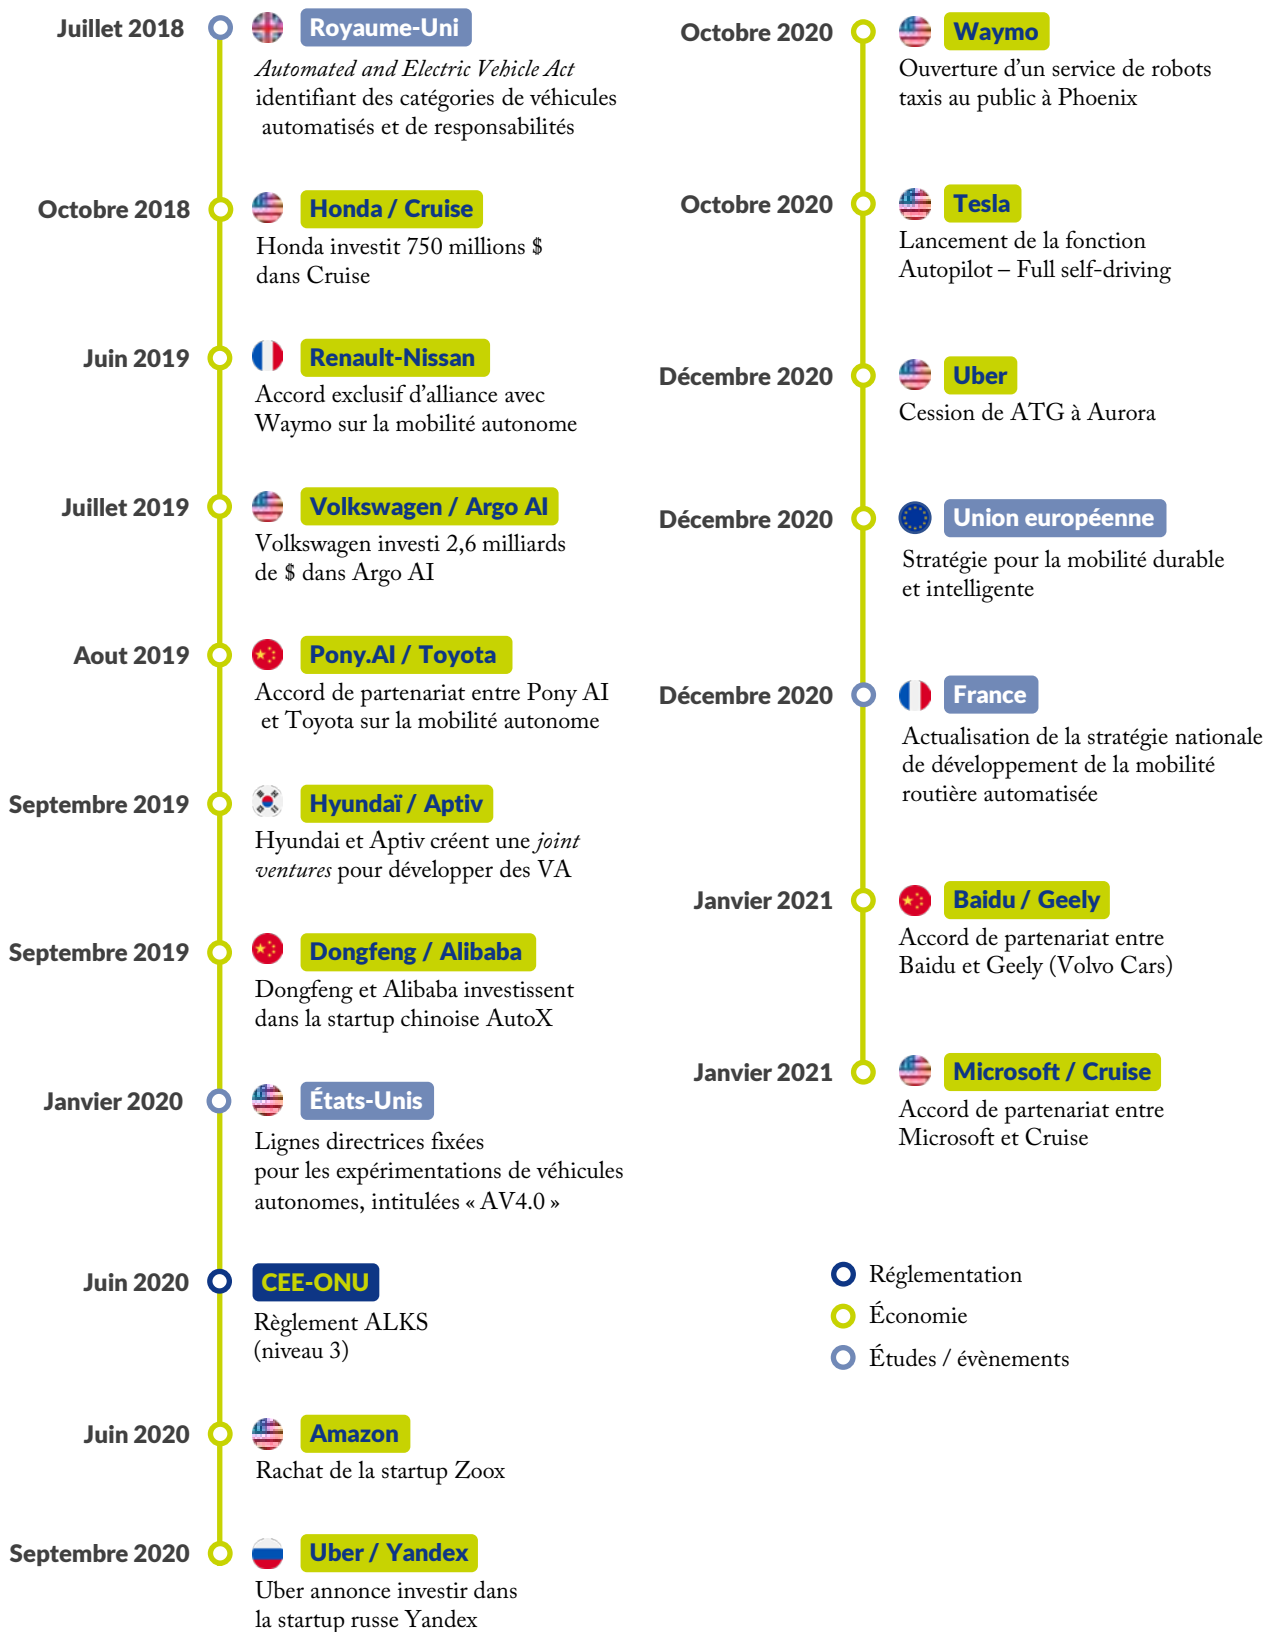 Juillet 2018
Royaume-Uni
Automated and Electric Vehicle Act
identifiant des catégories de véhicules
automatisés et de responsabilités
Octobre 2018
Honda / Cruise
Honda investit 750 millions $
dans Cruise
Juin 2019
Renault-Nissan
Accord exclusif d'alliance avec
Waymo sur la mobilité autonome
Juillet 2019
Volkswagen / Argo AI
Volkswagen investi 2,6 milliards
de $ dans Argo AI
Aout 2019
Pony.AI / Toyota
Accord de partenariat entre Pony AI
et Toyota sur la mobilité autonome
Septembre 2019
Hyundaï / Aptiv
Hyundai et Aptiv créent une joint
ventures pour développer des VA
Septembre 2019
Dongfeng / Alibaba
Dongfeng et Alibaba investissent
dans la startup chinoise AutoX
Janvier 2020
États-Unis
Lignes directrices fixées
pour les expérimentations de véhicules
autonomes, intitulées « AV4.0 »
Juin 2020
CEE-ONU
Règlement ALKS
(niveau 3)
Juin 2020
Amazon
Rachat de la startup Zoox
Septembre 2020
Uber / Yandex
Uber annonce investir dans
la startup russe Yandex
Octobre 2020
Waymo
Ouverture d'un service de robots
taxis au public à Phoenix
Octobre 2020
Tesla
Lancement de la fonction
Autopilot – Full self-driving
Décembre 2020
Uber
Cession de ATG à Aurora
Décembre 2020
Union européenne
Stratégie pour la mobilité durable
et intelligente
Décembre 2020
France
Actualisation de la stratégie nationale
de développement de la mobilité
routière automatisée
Janvier 2021
Baidu / Geely
Accord de partenariat entre
Baidu et Geely (Volvo Cars)
Janvier 2021
Microsoft / Cruise
Accord de partenariat entre
Microsoft et Cruise
Réglementation
Économie
Études / évènements